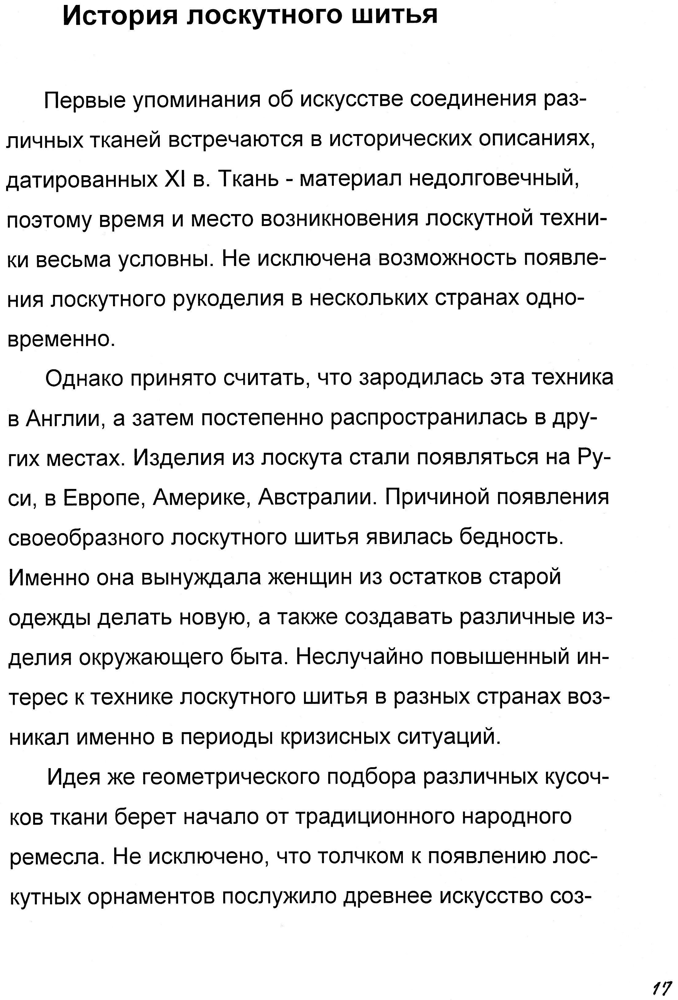 История лоскутного шитья
Первые упоминания об искусстве соединения раз-
личных тканей встречаются в исторических описаниях,
датированных XI в. Ткань - материал недолговечный,
поэтому время и место возникновения лоскутной техни-
ки весьма условны. Не исключена возможность появле-
ния лоскутного рукоделия в нескольких странах одно-
временно.
Однако принято считать, что зародилась эта техника
в Англии, а затем постепенно распространилась в дру-
гих местах. Изделия из лоскута стали появляться на Ру-
си, в Европе, Америке, Австралии. Причиной появления
своеобразного лоскутного шитья явилась бедность.
Именно она вынуждала женщин из остатков старой
одежды делать новую, а также создавать различные из-
делия окружающего быта. Неслучайно повышенный ин-
терес к технике лоскутного шитья в разных странах воз-
никал именно в периоды кризисных ситуаций.
Идея же геометрического подбора различных кусоч-
ков ткани берет начало от традиционного народного
ремесла. Не исключено, что толчком к появлению лос-
кутных орнаментов послужило древнее искусство соз-
17